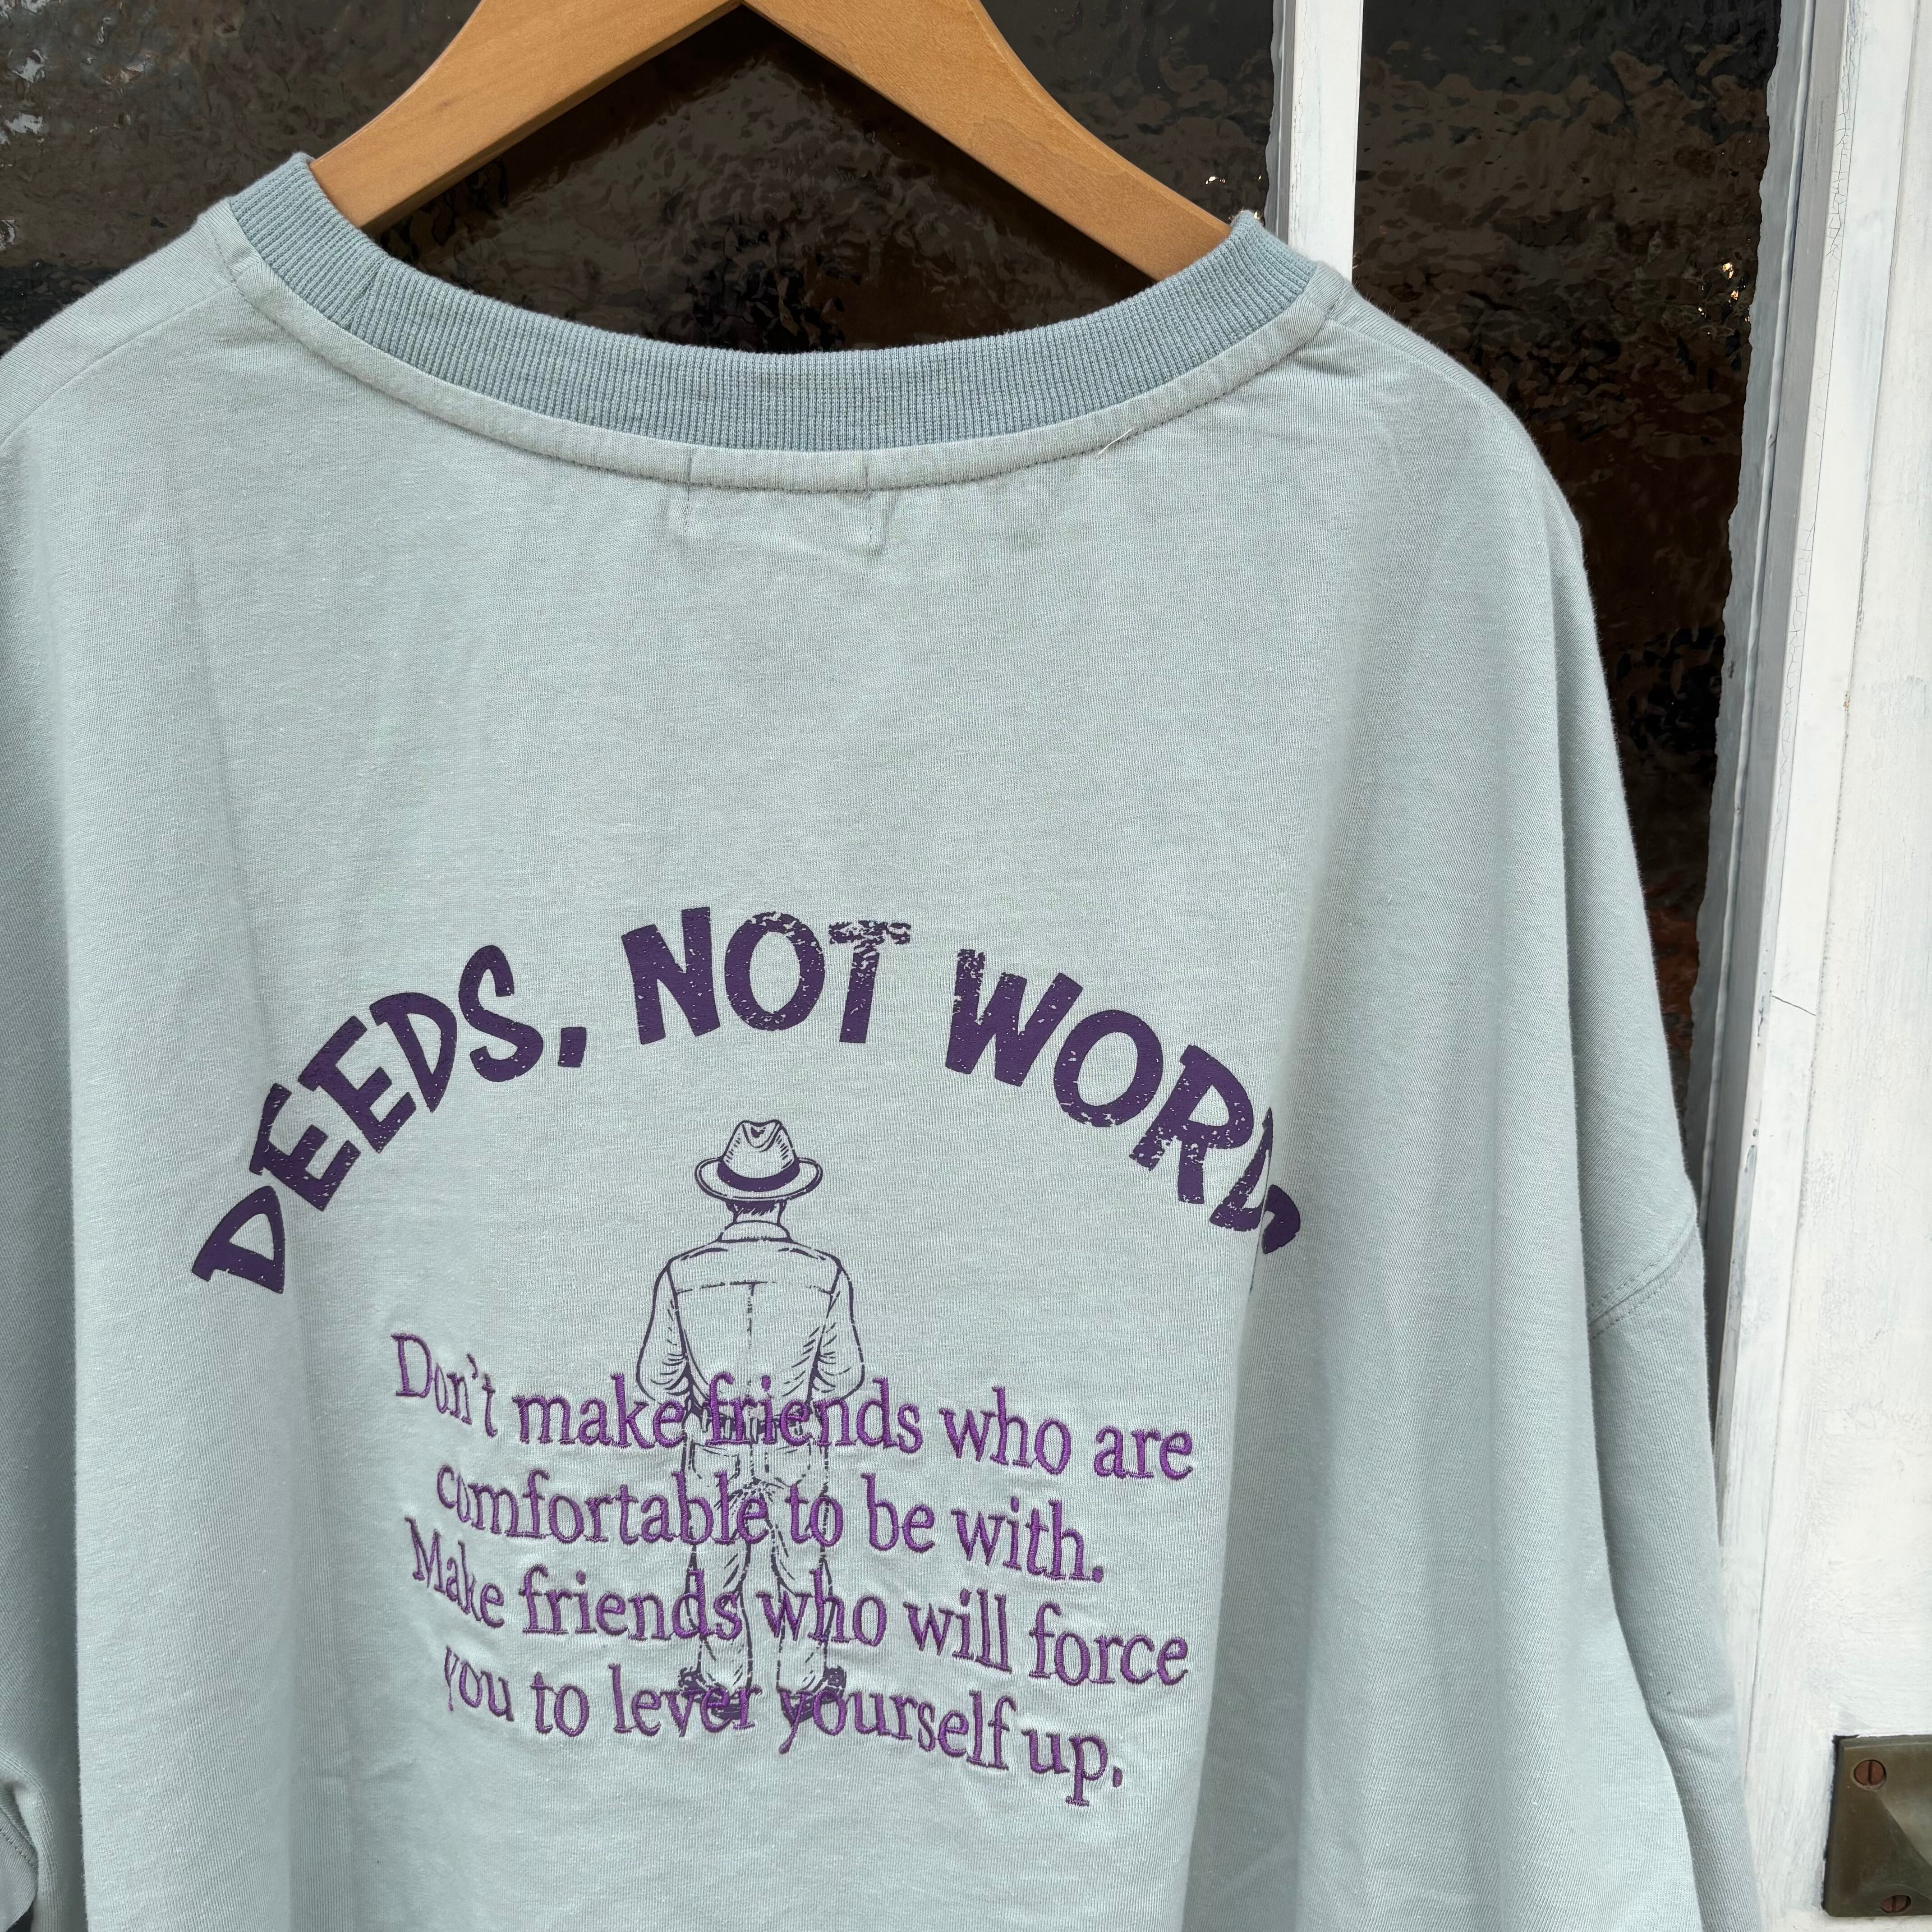 DEEDS, NOT WORDS
Don't make friends who are
comfortable to be with.
Make friends who will force
you to lever yourself up.